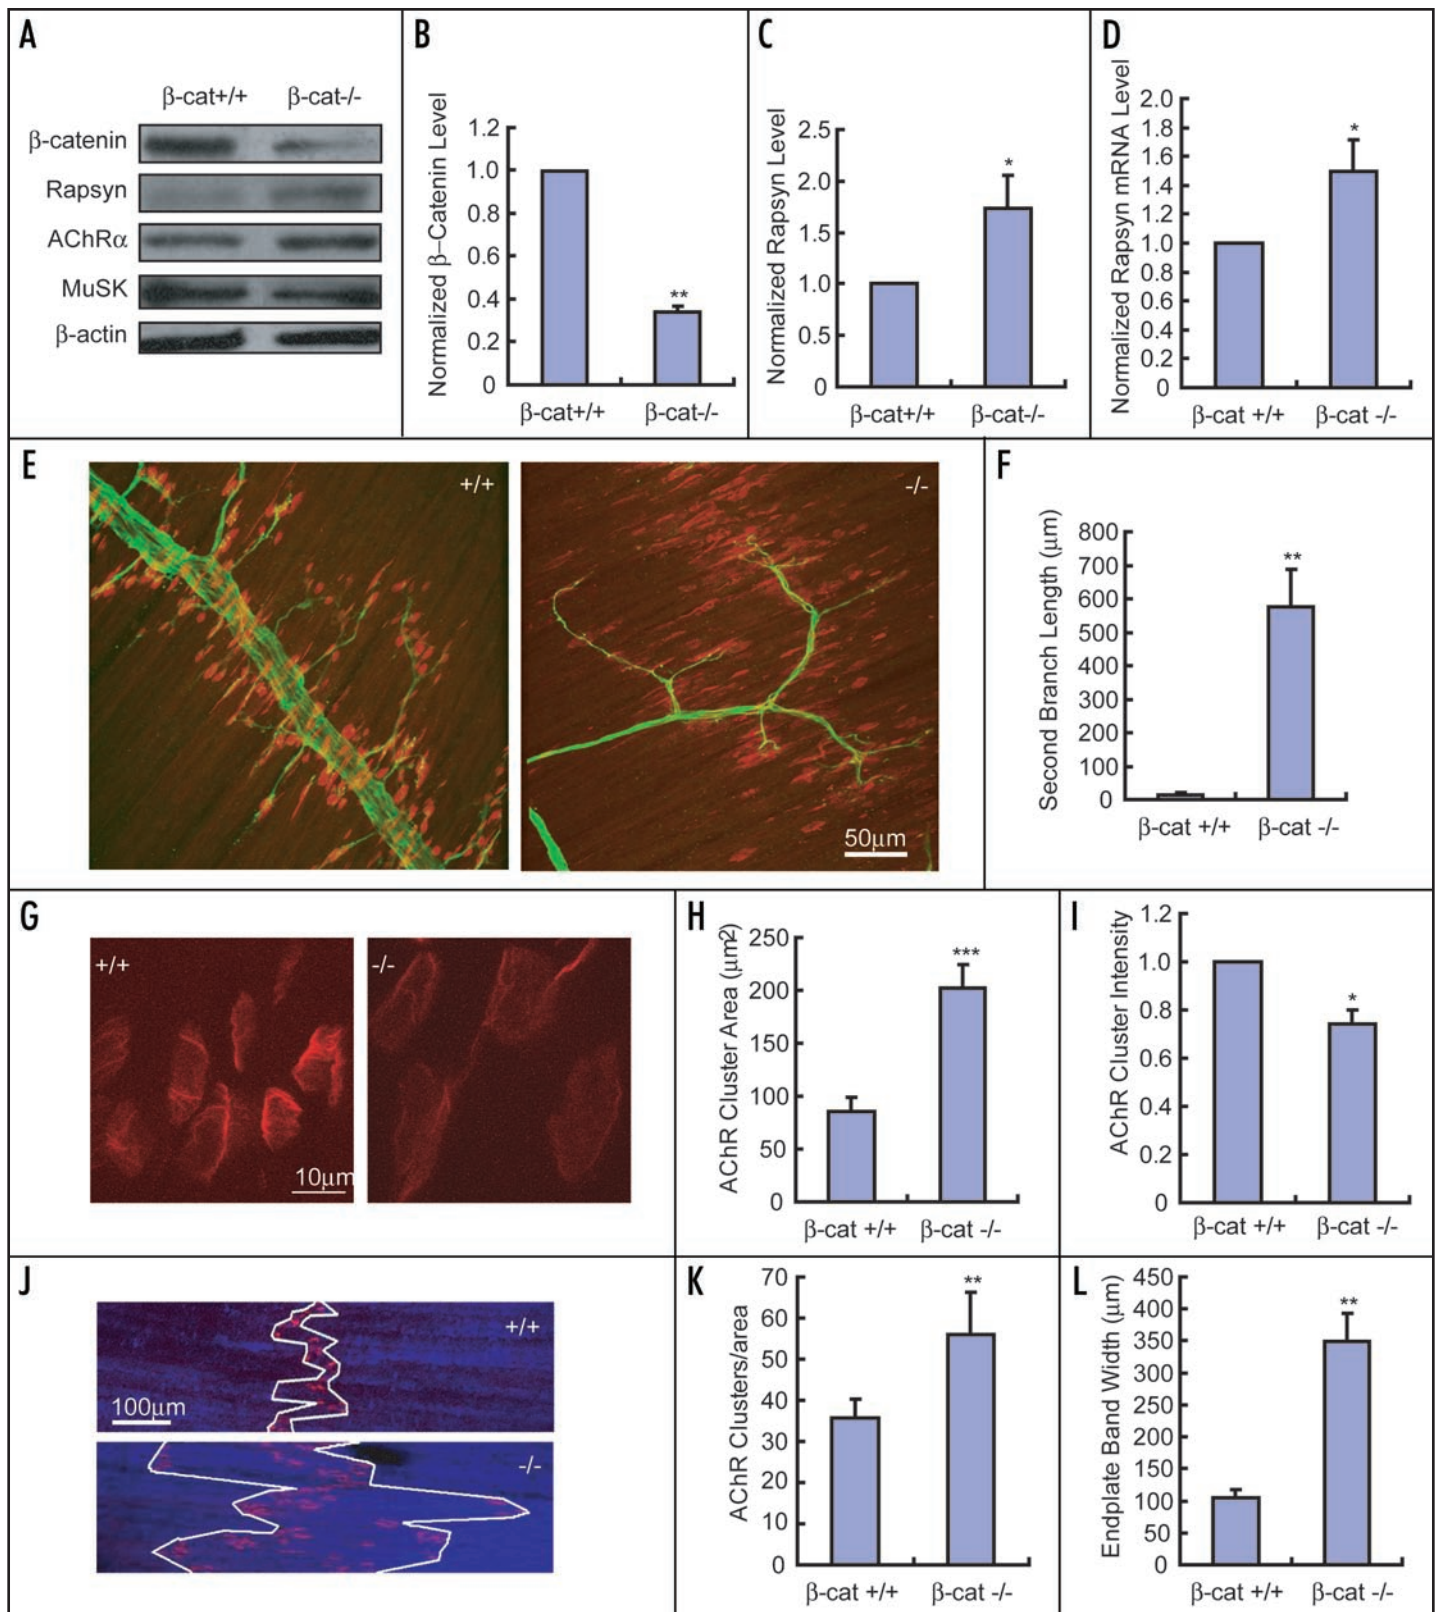 A
β-cat+/+ β-cat-/-
β-catenin
Rapsyn
AChRα
MuSK
β-actin
B
Normalized β–Catenin Level
1.2
1.0
0.8
0.6
0.4
0.2
0
**
β-cat+/+ β-cat-/-
C
Normalized Rapsyn Level
2.5
2.0
1.5
1.0
0.5
0
*
β-cat+/+ β-cat-/-
D
Normalized Rapsyn mRNA Level
2.0
1.8
1.6
1.4
1.2
1.0
0.8
0.6
0.4
0.2
0
*
β-cat +/+ β-cat -/-
E
+/+
-/-
50μm
F
Second Branch Length (μm)
800
700
600
500
400
300
200
100
0
**
β-cat +/+ β-cat -/-
G
+/+
-/-
10μm
H
AChR Cluster Area (μm2)
250
200
150
100
50
0
***
β-cat +/+ β-cat -/-
I
AChR Cluster Intensity
1.2
1.0
0.8
0.6
0.4
0.2
0
*
β-cat +/+ β-cat -/-
J
+/+
100μm
-/-
K
AChR Clusters/area
70
60
50
40
30
20
10
0
**
β-cat +/+ β-cat -/-
L
Endplate Band Width (μm)
450
400
350
300
250
200
150
100
50
0
**
β-cat +/+ β-cat -/-